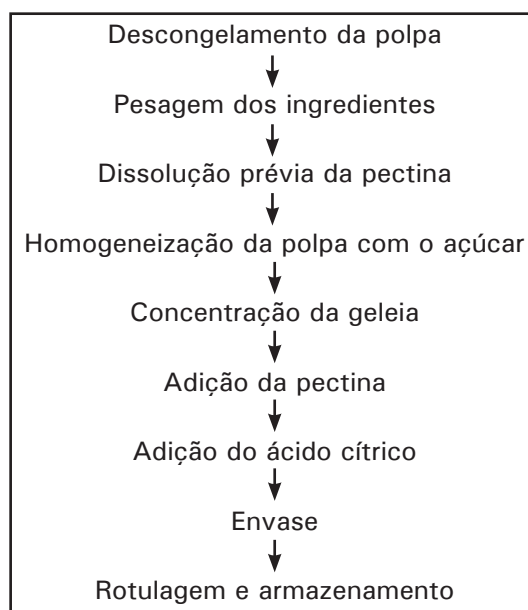 Descongelamento da polpa
Pesagem dos ingredientes
Dissolução prévia da pectina
Homogeneização da polpa com o açúcar
Concentração da geleia
Adição da pectina
Adição do ácido cítrico
Envase
Rotulagem e armazenamento